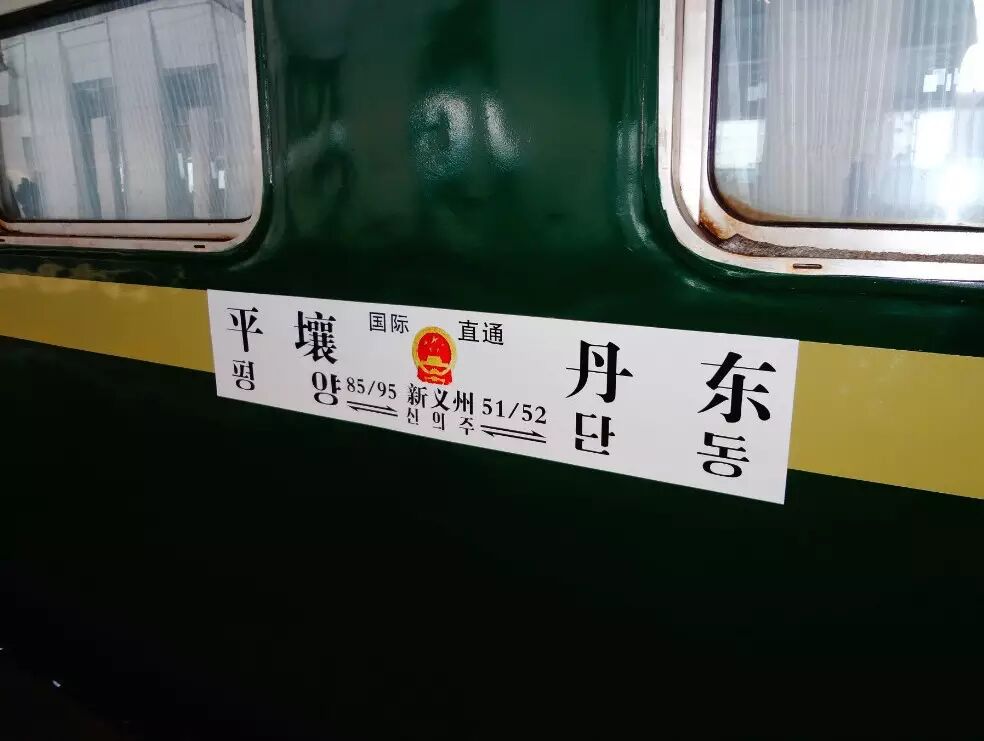 国际 直通
平壤 丹东
평양 단동
85/95 新义州 51/52
신의주